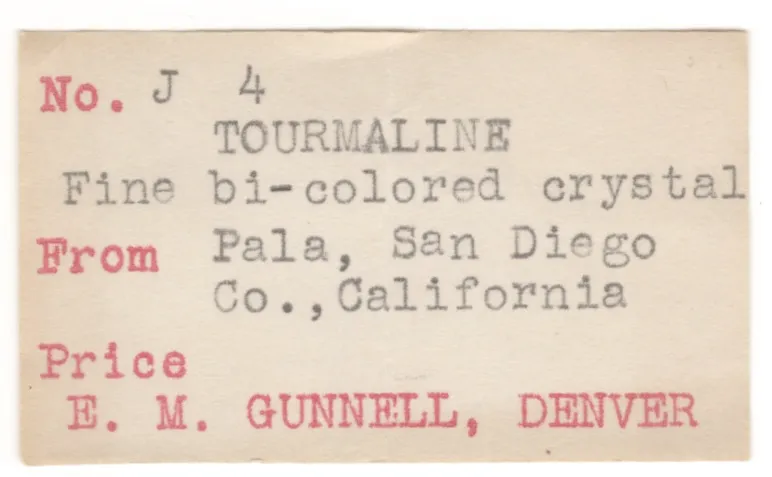 No. J 4
TOURMALINE
Fine bi-colored crystal
From Pala, San Diego
Co.,California
Price
E. M. GUNNELL, DENVER